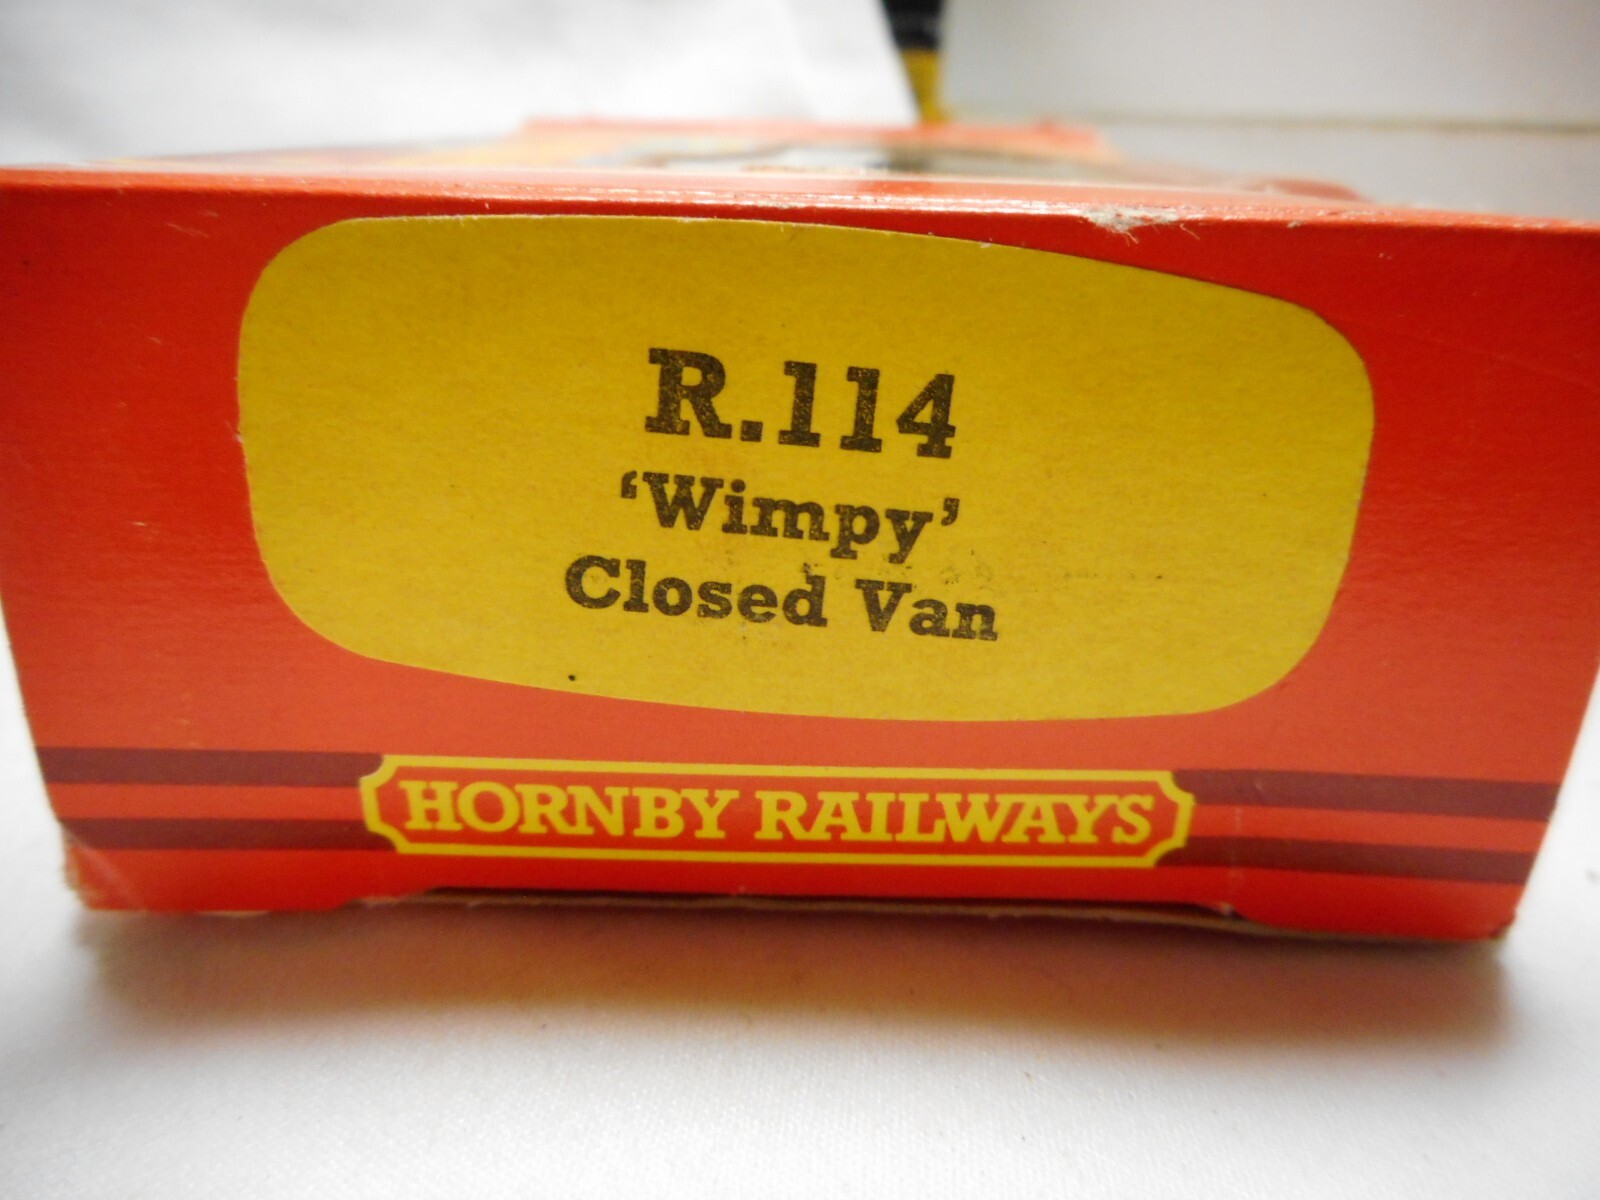 R.114
‘Wimpy’
Closed Van
HORNBY RAILWAYS